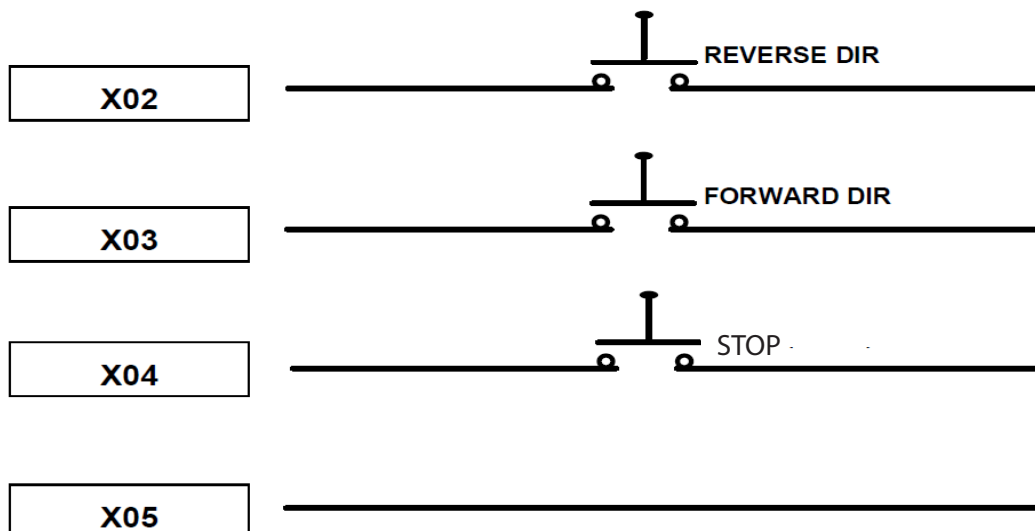 REVERSE DIR
X02
FORWARD DIR
X03
STOP
X04
X05